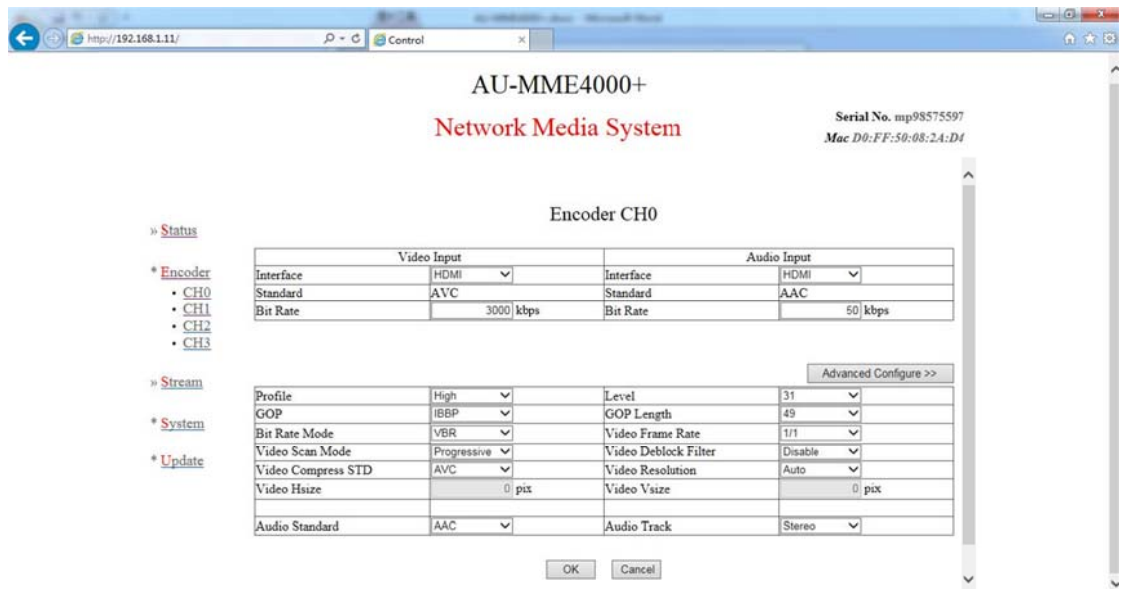 http://192.168.1.11/
Control
AU-MME4000+
Network Media System
Serial No. mp98575597
Mac D0:FF:50:08:2A:D4
» Status
* Encoder
• CH0
• CH1
• CH2
• CH3
» Stream
* System
* Update
Encoder CH0
Video Input Audio Input
Interface HDMI Interface HDMI
Standard AVC Standard AAC
Bit Rate 3000 kbps Bit Rate 50 kbps
Advanced Configure >>
Profile High Level 31
GOP IBBP GOP Length 49
Bit Rate Mode VBR Video Frame Rate 1/1
Video Scan Mode Progressive Video Deblock Filter Disable
Video Compress STD AVC Video Resolution Auto
Video Hsize 0 pix Video Vsize 0 pix
Audio Standard AAC Audio Track Stereo
OK Cancel